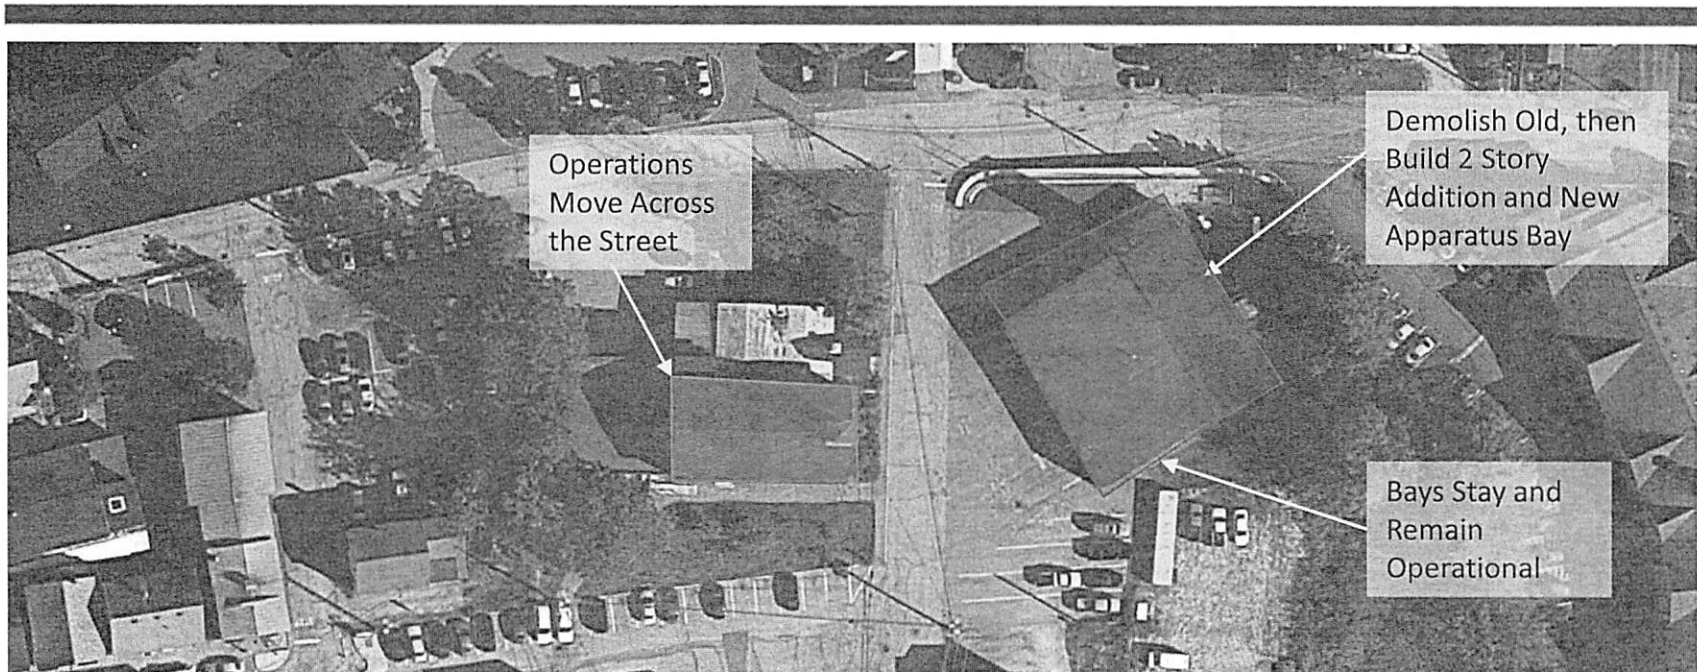 Operations
Move Across
the Street
Demolish Old, then
Build 2 Story
Addition and New
Apparatus Bay
Bays Stay and
Remain
Operational